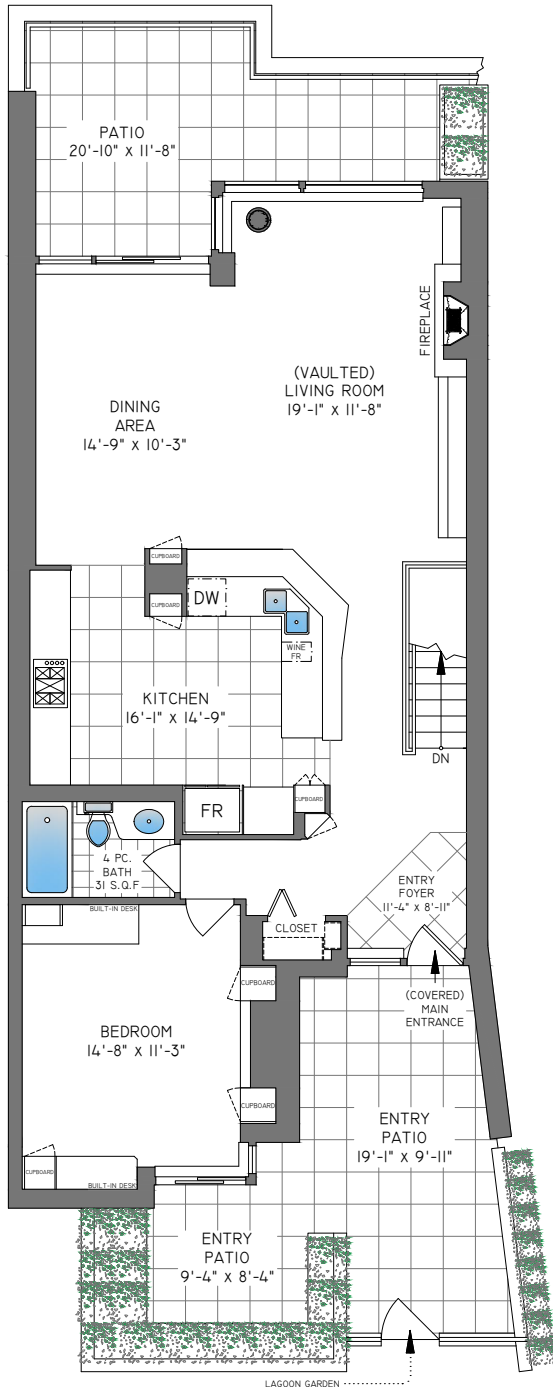 PATIO
20'-10" X 11'-8"
FIREPLACE
(VAULTED)
LIVING ROOM
19'-1" X 11'-8"
DINING
AREA
14'-9" X 10'-3"
CUPBOARD
CUPBOARD
DW
WINE
FR
KITCHEN
16'-1" X 14'-9"
DN
FR
CUPBOARD
4 PC.
BATH
31 S.Q.F
ENTRY
FOYER
11'-4" X 8'-11"
BUILT-IN DESK
CLOSET
CUPBOARD
(COVERED)
MAIN
ENTRANCE
BEDROOM
14'-8" X 11'-3"
CUPBOARD
ENTRY
PATIO
19'-1" X 9'-11"
CUPBOARD
BUILT-IN DESK
ENTRY
PATIO
9'-4" X 8'-4"
LAGOON GARDEN